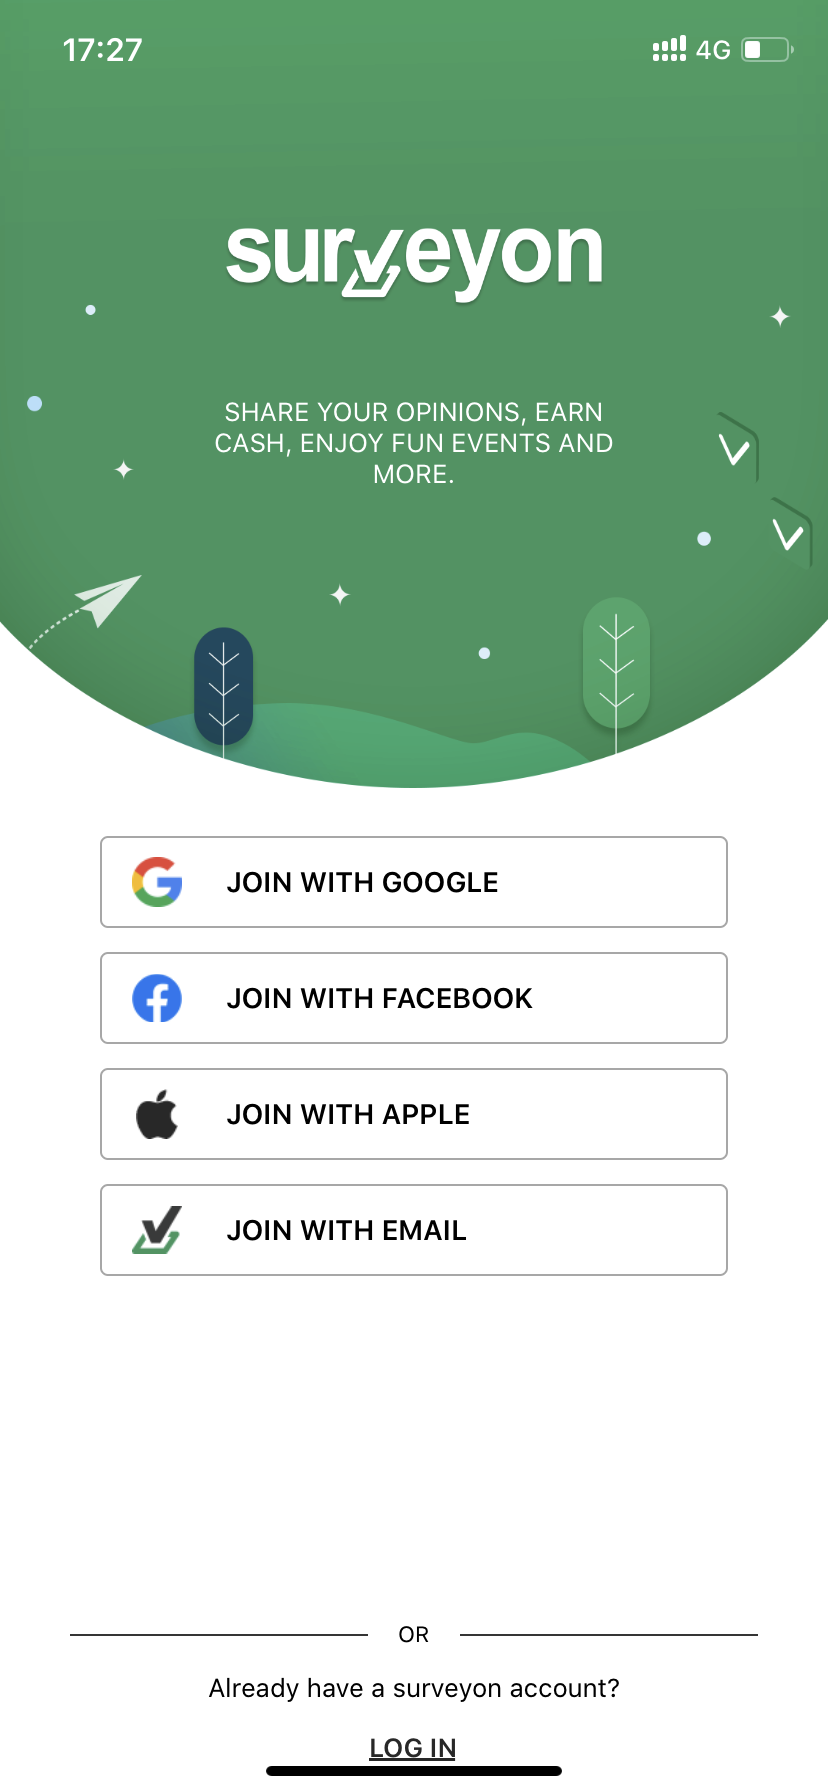 17:27
4G
surveyon
SHARE YOUR OPINIONS, EARN
CASH, ENJOY FUN EVENTS AND
MORE.
JOIN WITH GOOGLE
JOIN WITH FACEBOOK
JOIN WITH APPLE
JOIN WITH EMAIL
OR
Already have a surveyon account?
LOG IN